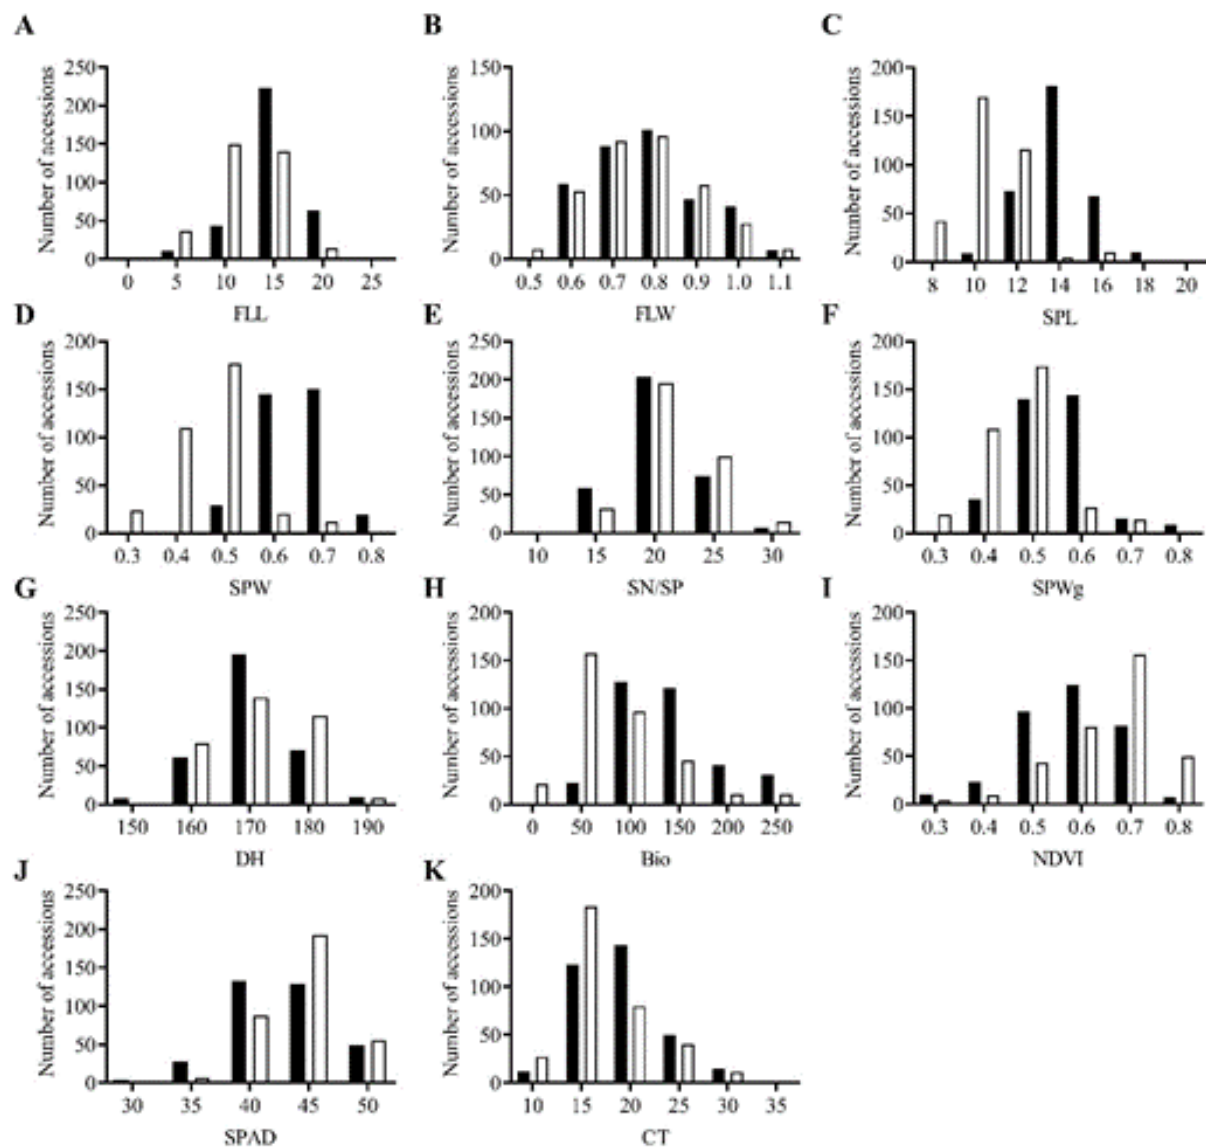 A
B
C
Number of accessions
250
200
150
100
50
0
0 5 10 15 20 25
FLL
Number of accessions
150
100
50
0
0.5 0.6 0.7 0.8 0.9 1.0 1.1
FLW
Number of accessions
200
150
100
50
0
8 10 12 14 16 18 20
SPL
D
E
F
Number of accessions
200
150
100
50
0
0.3 0.4 0.5 0.6 0.7 0.8
SPW
Number of accessions
250
200
150
100
50
0
10 15 20 25 30
SN/SP
Number of accessions
200
150
100
50
0
0.3 0.4 0.5 0.6 0.7 0.8
SPWg
G
H
I
Number of accessions
250
200
150
100
50
0
150 160 170 180 190
DH
Number of accessions
200
150
100
50
0
0 50 100 150 200 250
Bio
Number of accessions
200
150
100
50
0
0.3 0.4 0.5 0.6 0.7 0.8
NDVI
J
K
Number of accessions
250
200
150
100
50
0
30 35 40 45 50
SPAD
Number of accessions
200
150
100
50
0
10 15 20 25 30 35
CT